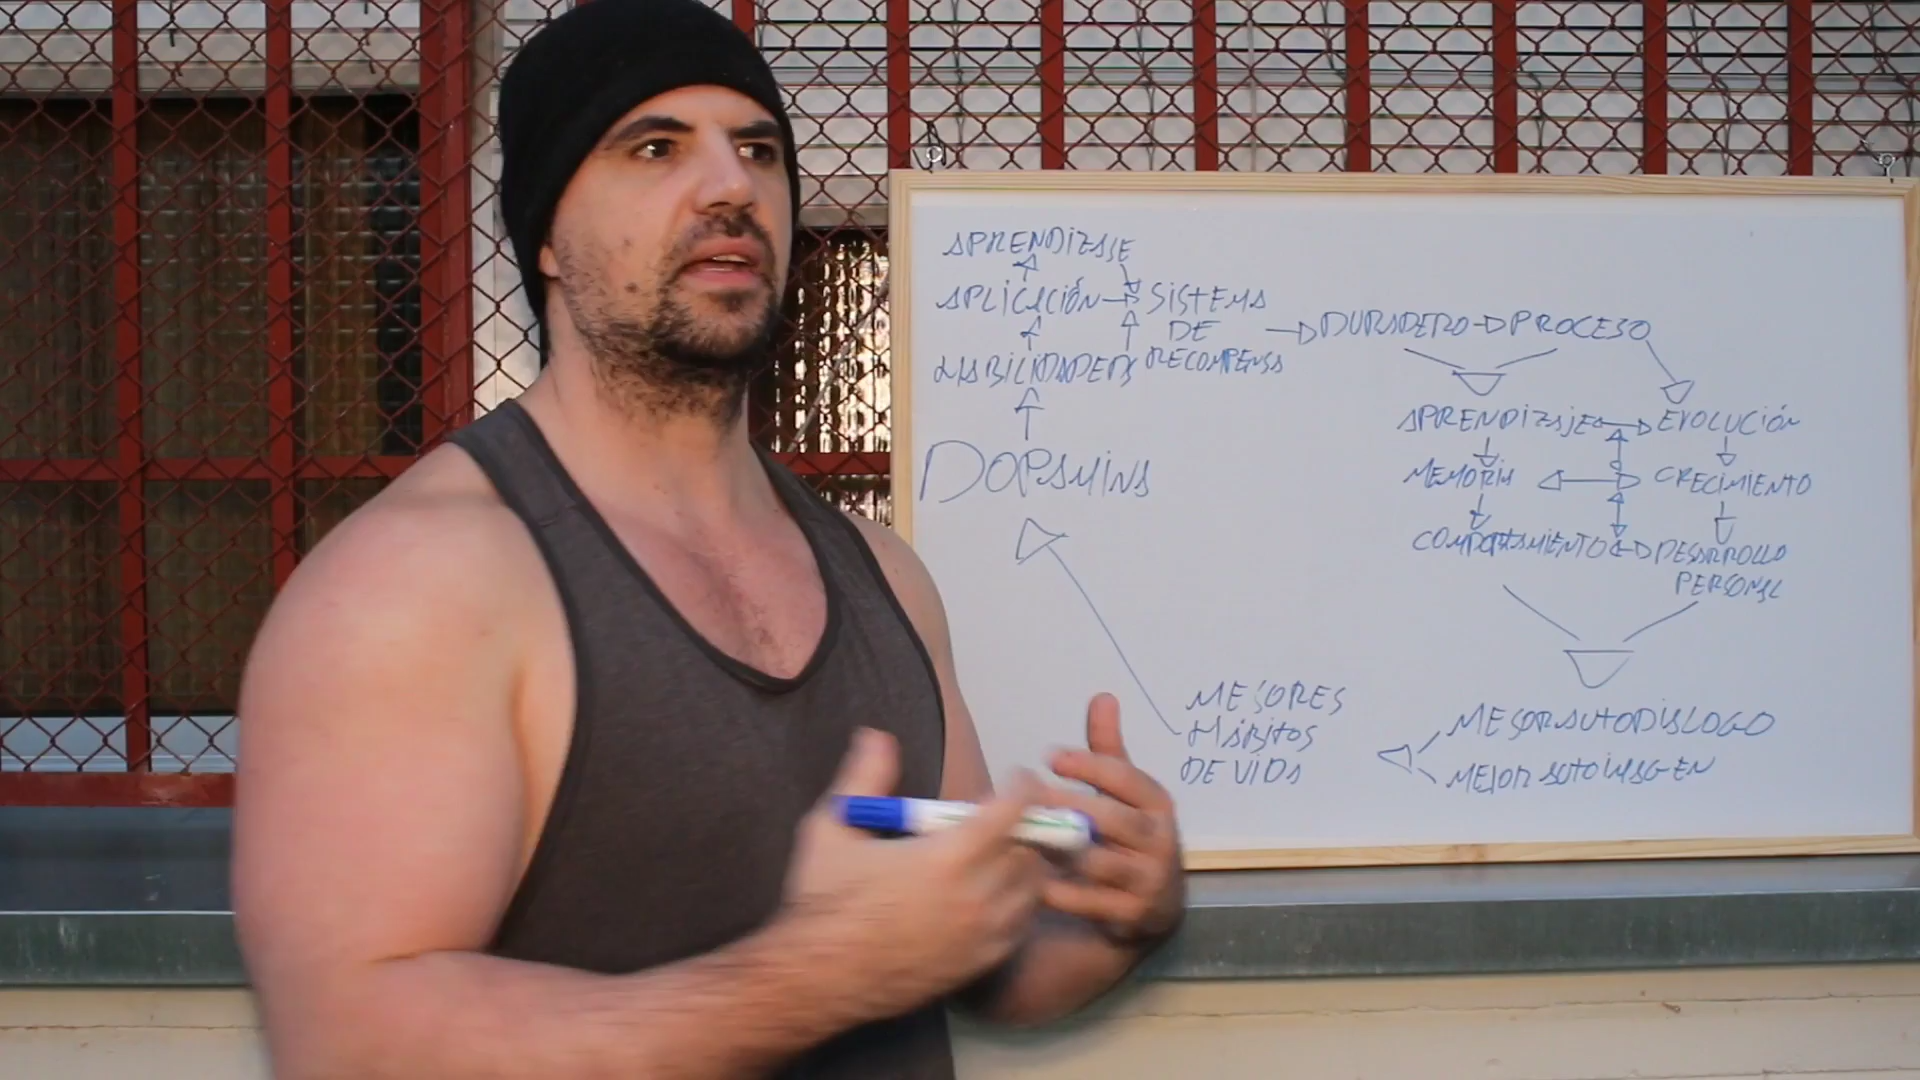 APRENDIZAJE
APLICACIÓN
SISTEMA
DE
RECOMPENSA
HABILIDADES
DOPAMINA
DURADERO
PROCESO
APRENDIZAJE
EVOLUCIÓN
MEMORIA
CRECIMIENTO
COMPORTAMIENTO
DESARROLLO
PERSONAL
MEJOR AUTODIALOGO
MEJOR AUTOIMAGEN
MEJORES
HÁBITOS
DE VIDA